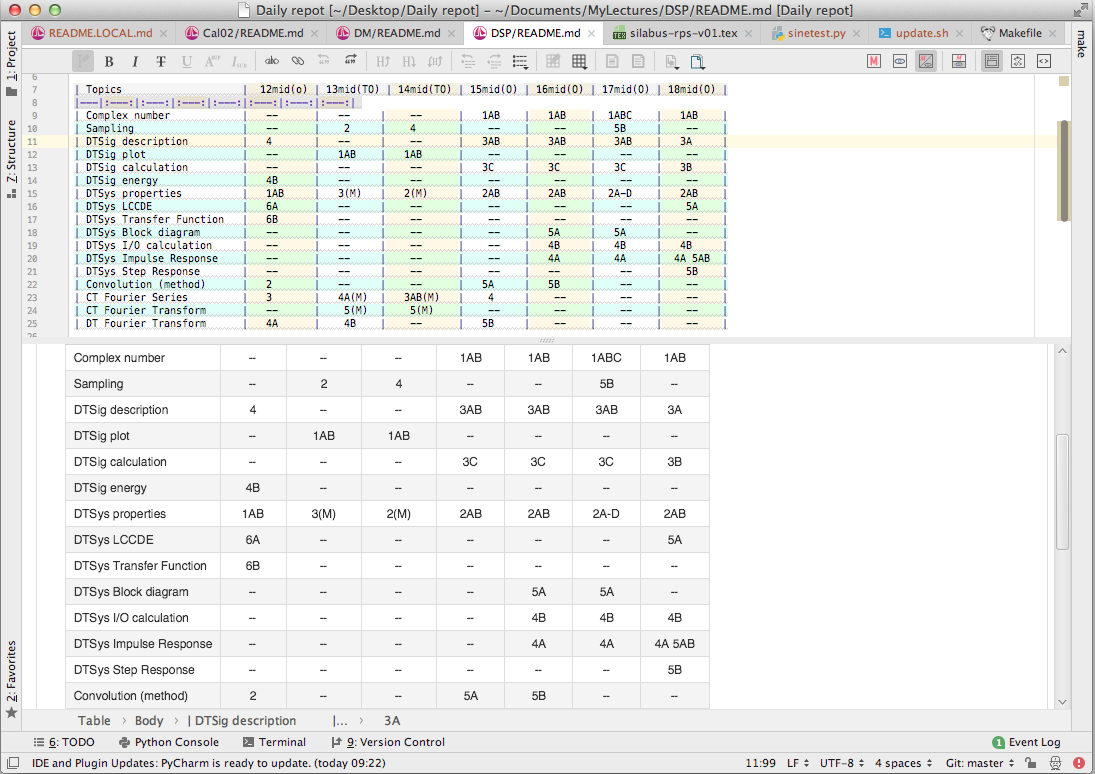 Daily repot [~/Desktop/Daily repot] – ~/Documents/MyLectures/DSP/README.md [Daily repot]
README.LOCAL.md Cal02/README.md DM/README.md DSP/README.md silabus-rps-v01.tex sinetest.py update.sh Makefile
1: Project
Z: Structure
2: Favorites
make
B I T U
6
7 | Topics | 12mid(o) | 13mid(TO) | 14mid(TO) | 15mid(O) | 16mid(O) | 17mid(O) | 18mid(O) |
8 |----|:---:|:---:|:---:|:---:|:---:|:---:|:---:|
9 | Complex number | -- | -- | -- | 1AB | 1AB | 1ABC | 1AB |
10 | Sampling | -- | 2 | 4 | -- | -- | 5B | -- |
11 | DTSig description | 4 | -- | -- | 3AB | 3AB | 3AB | 3A |
12 | DTSig plot | -- | 1AB | 1AB | -- | -- | -- | -- |
13 | DTSig calculation | -- | -- | -- | 3C | 3C | 3C | 3B |
14 | DTSig energy | 4B | -- | -- | -- | -- | -- | -- |
15 | DTSys properties | 1AB | 3(M) | 2(M) | 2AB | 2AB | 2A-D | 2AB |
16 | DTSys LCCDE | 6A | -- | -- | -- | -- | -- | 5A |
17 | DTSys Transfer Function | 6B | -- | -- | -- | -- | -- | -- |
18 | DTSys Block diagram | -- | -- | -- | -- | 5A | 5A | -- |
19 | DTSys I/O calculation | -- | -- | -- | -- | 4B | 4B | 4B |
20 | DTSys Impulse Response | -- | -- | -- | -- | 4A | 4A | 4A 5AB |
21 | DTSys Step Response | -- | -- | -- | -- | -- | -- | 5B |
22 | Convolution (method) | 2 | -- | -- | 5A | 5B | -- | -- |
23 | CT Fourier Series | 3 | 4A(M) | 3AB(M) | 4 | -- | -- | -- |
24 | CT Fourier Transform | | 5(M) | 5(M) | | -- | -- | -- |
25 | DT Fourier Transform | 4A | 4B | -- | 5B | -- | -- | -- |
Complex number -- -- -- 1AB 1AB 1ABC 1AB
Sampling -- 2 4 -- -- 5B --
DTSig description 4 -- -- 3AB 3AB 3AB 3A
DTSig plot -- 1AB 1AB -- -- -- --
DTSig calculation -- -- -- 3C 3C 3C 3B
DTSig energy 4B -- -- -- -- -- --
DTSys properties 1AB 3(M) 2(M) 2AB 2AB 2A-D 2AB
DTSys LCCDE 6A -- -- -- -- -- 5A
DTSys Transfer Function 6B -- -- -- -- -- --
DTSys Block diagram -- -- -- -- 5A 5A --
DTSys I/O calculation -- -- -- -- 4B 4B 4B
DTSys Impulse Response -- -- -- -- 4A 4A 4A 5AB
DTSys Step Response -- -- -- -- -- -- 5B
Convolution (method) 2 -- -- 5A 5B -- --
Table › Body › | DTSig description |... › 3A
6: TODO Python Console Terminal 9: Version Control 1 Event Log
IDE and Plugin Updates: PyCharm is ready to update. (today 09:22) 11:99 LF UTF-8 4 spaces Git: master